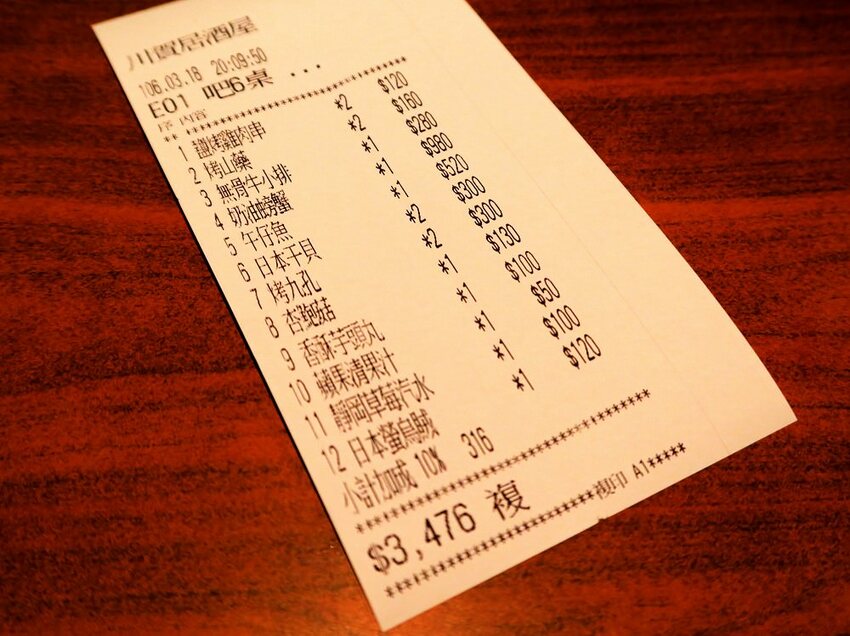 川賀居酒屋
106.03.18 20:09:50
E01 吧6桌 ...
序 內容
** ********************************
1 鹽烤雞肉串 *2 $120
2 烤山藥 *2 $160
3 無骨牛小排 *1 $280
4 奶油螃蟹 *1 $980
5 午仔魚 *1 $520
6 日本干貝 *2 $300
7 烤九孔 *2 $300
8 杏鮑菇 *1 $130
9 香酥芋頭丸 *1 $100
10 蘋果清果汁 *1 $50
11 靜岡草莓汽水 *1 $100
12 日本螢烏賊 *1 $120
小計加成 10% 316
***********************************
$3,476 複
**************************複印 A1*****